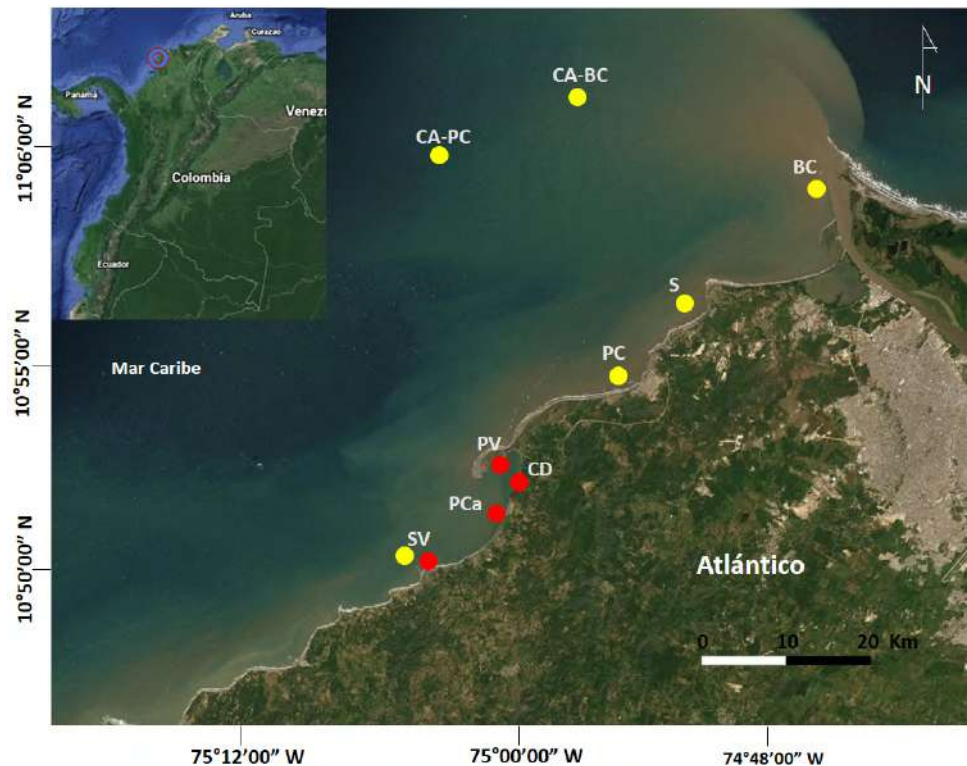 Aruba
Curazao
Panamá
Venezu
Colombia
Ecuador
N
CA-BC
CA-PC
BC
S
PC
Mar Caribe
PV
CD
PCa
SV
Atlántico
0 10 20 Km
11°06'00” N
10°55'00” N
10°50'00” N
75°12'00” W
75°00'00” W
74°48'00” W